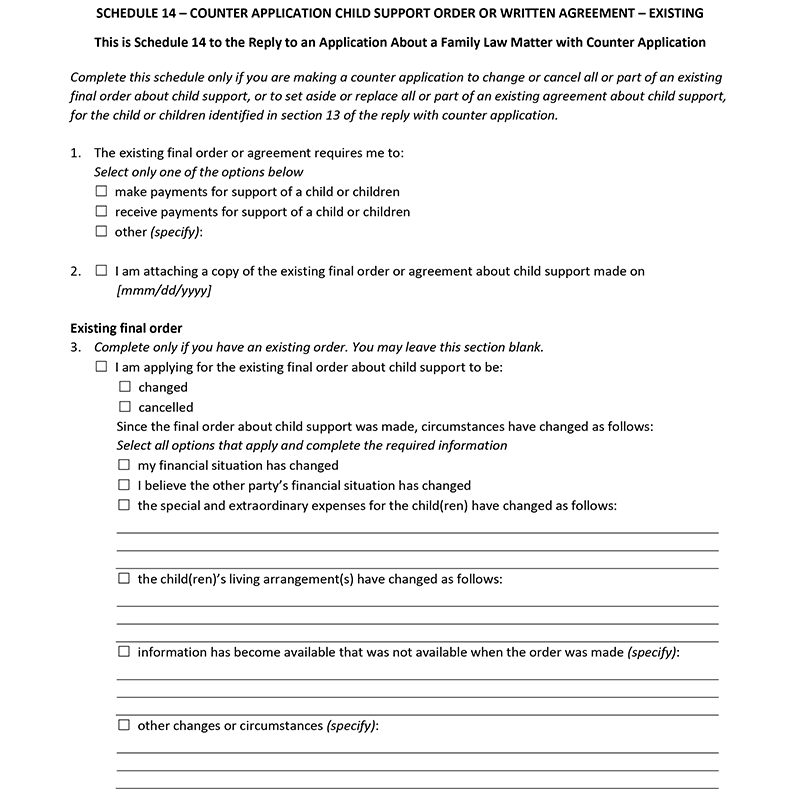 SCHEDULE 14 – COUNTER APPLICATION CHILD SUPPORT ORDER OR WRITTEN AGREEMENT – EXISTING
This is Schedule 14 to the Reply to an Application About a Family Law Matter with Counter Application
Complete this schedule only if you are making a counter application to change or cancel all or part of an existing
final order about child support, or to set aside or replace all or part of an existing agreement about child support,
for the child or children identified in section 13 of the reply with counter application.
1. The existing final order or agreement requires me to:
Select only one of the options below
☐ make payments for support of a child or children
☐ receive payments for support of a child or children
☐ other (specify):
2. ☐ I am attaching a copy of the existing final order or agreement about child support made on
[mmm/dd/yyyy]
Existing final order
3. Complete only if you have an existing order. You may leave this section blank.
☐ I am applying for the existing final order about child support to be:
☐ changed
☐ cancelled
Since the final order about child support was made, circumstances have changed as follows:
Select all options that apply and complete the required information
☐ my financial situation has changed
☐ I believe the other party’s financial situation has changed
☐ the special and extraordinary expenses for the child(ren) have changed as follows:
☐ the child(ren)’s living arrangement(s) have changed as follows:
☐ information has become available that was not available when the order was made (specify):
☐ other changes or circumstances (specify):